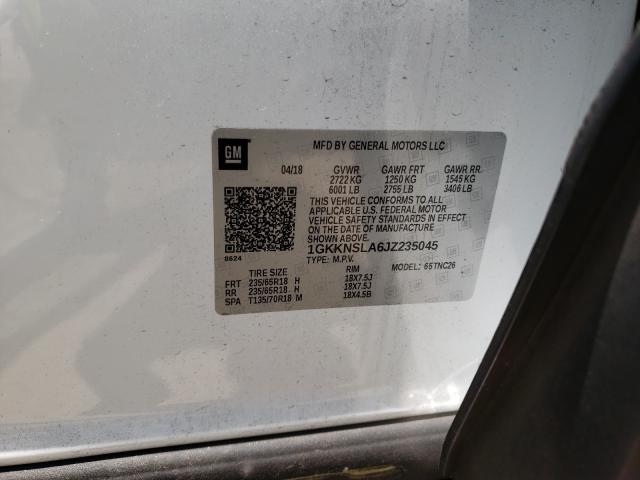 GM
MFD BY GENERAL MOTORS LLC
04/18 GVWR GAWR FRT GAWR RR
2722 KG 1250 KG 1545 KG
6001 LB 2755 LB 3406 LB
THIS VEHICLE CONFORMS TO ALL
APPLICABLE U.S. FEDERAL MOTOR
VEHICLE SAFETY STANDARDS IN EFFECT
ON THE DATE OF MANUFACTURE
SHOWN ABOVE.
8624
1GKKNSLA6JZ235045
TYPE: M.P.V. MODEL: 65TNC26
TIRE SIZE RIM
FRT 235/65R18 H 18X7.5J
RR 235/65R18 H 18X7.5J
SPA T135/70R18 M 18X4.5B